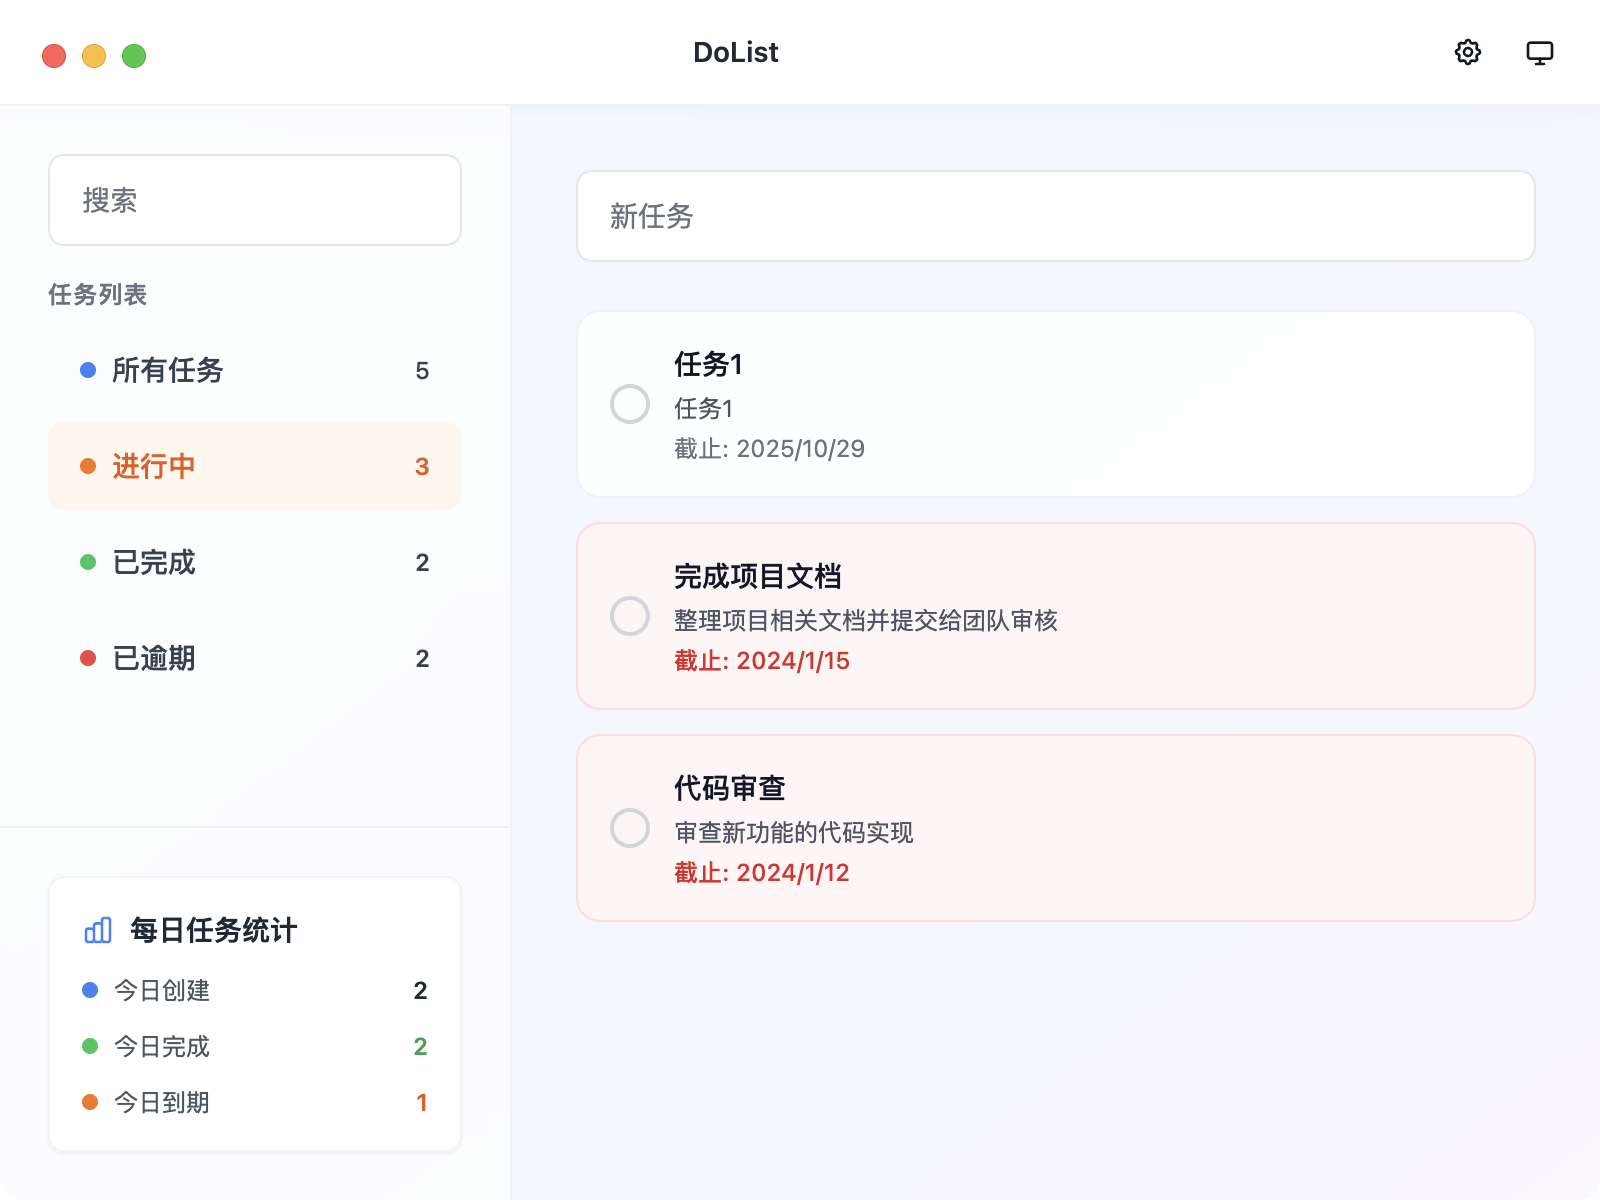 DoList
搜索
任务列表
所有任务 5
进行中 3
已完成 2
已逾期 2
每日任务统计
今日创建 2
今日完成 2
今日到期 1
新任务
任务1
任务1
截止: 2025/10/29
完成项目文档
整理项目相关文档并提交给团队审核
截止: 2024/1/15
代码审查
审查新功能的代码实现
截止: 2024/1/12